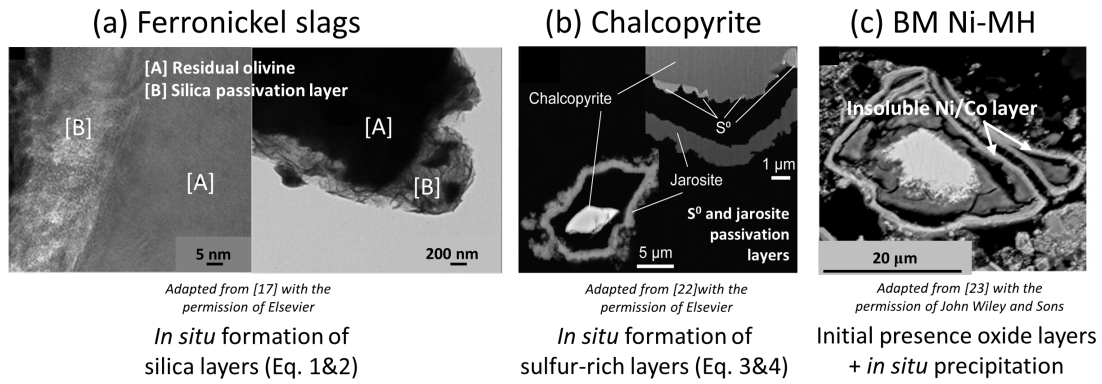 (a) Ferronickel slags
[A] Residual olivine
[B] Silica passivation layer
[B]
[A]
5 nm
[A]
[B]
200 nm
Adapted from [17] with the
permission of Elsevier
In situ formation of
silica layers (Eq. 1&2)
(b) Chalcopyrite
Chalcopyrite
S⁰
1 µm
Jarosite
S⁰ and jarosite
passivation
layers
5 µm
Adapted from [22]with the
permission of Elsevier
In situ formation of
sulfur-rich layers (Eq. 3&4)
(c) BM Ni-MH
Insoluble Ni/Co layer
20 µm
Adapted from [23] with the
permission of John Wiley and Sons
Initial presence oxide layers
+ in situ precipitation